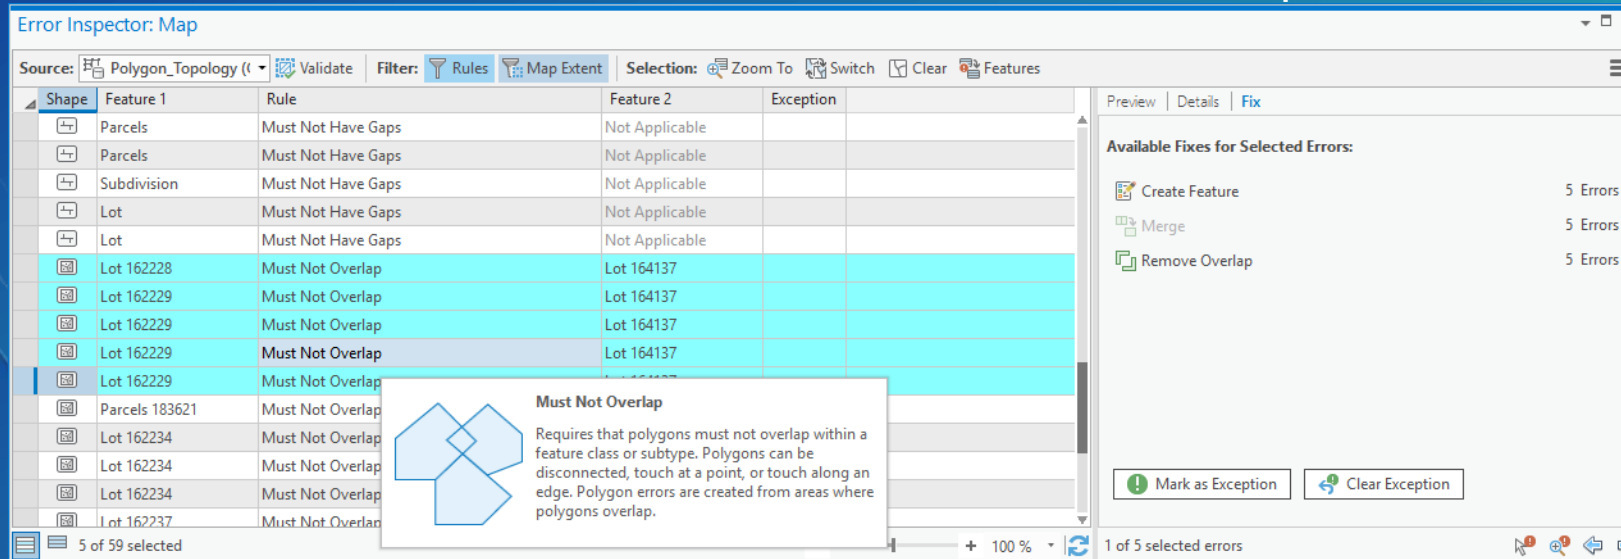 Error Inspector: Map
Source: Polygon_Topology (( Validate Filter: Rules Map Extent Selection: Zoom To Switch Clear Features
Shape Feature 1 Rule Feature 2 Exception
Parcels Must Not Have Gaps Not Applicable
Parcels Must Not Have Gaps Not Applicable
Subdivision Must Not Have Gaps Not Applicable
Lot Must Not Have Gaps Not Applicable
Lot Must Not Have Gaps Not Applicable
Lot 162228 Must Not Overlap Lot 164137
Lot 162229 Must Not Overlap Lot 164137
Lot 162229 Must Not Overlap Lot 164137
Lot 162229 Must Not Overlap Lot 164137
Lot 162229 Must Not Overlap
Parcels 183621 Must Not Overlap
Lot 162234 Must Not Overlap
Lot 162234 Must Not Overlap
Lot 162234 Must Not Overlap
Lot 162237 Must Not Overlap
Must Not Overlap
Requires that polygons must not overlap within a
feature class or subtype. Polygons can be
disconnected, touch at a point, or touch along an
edge. Polygon errors are created from areas where
polygons overlap.
5 of 59 selected
100 %
Preview Details Fix
Available Fixes for Selected Errors:
Create Feature 5 Errors
Merge 5 Errors
Remove Overlap 5 Errors
Mark as Exception Clear Exception
1 of 5 selected errors